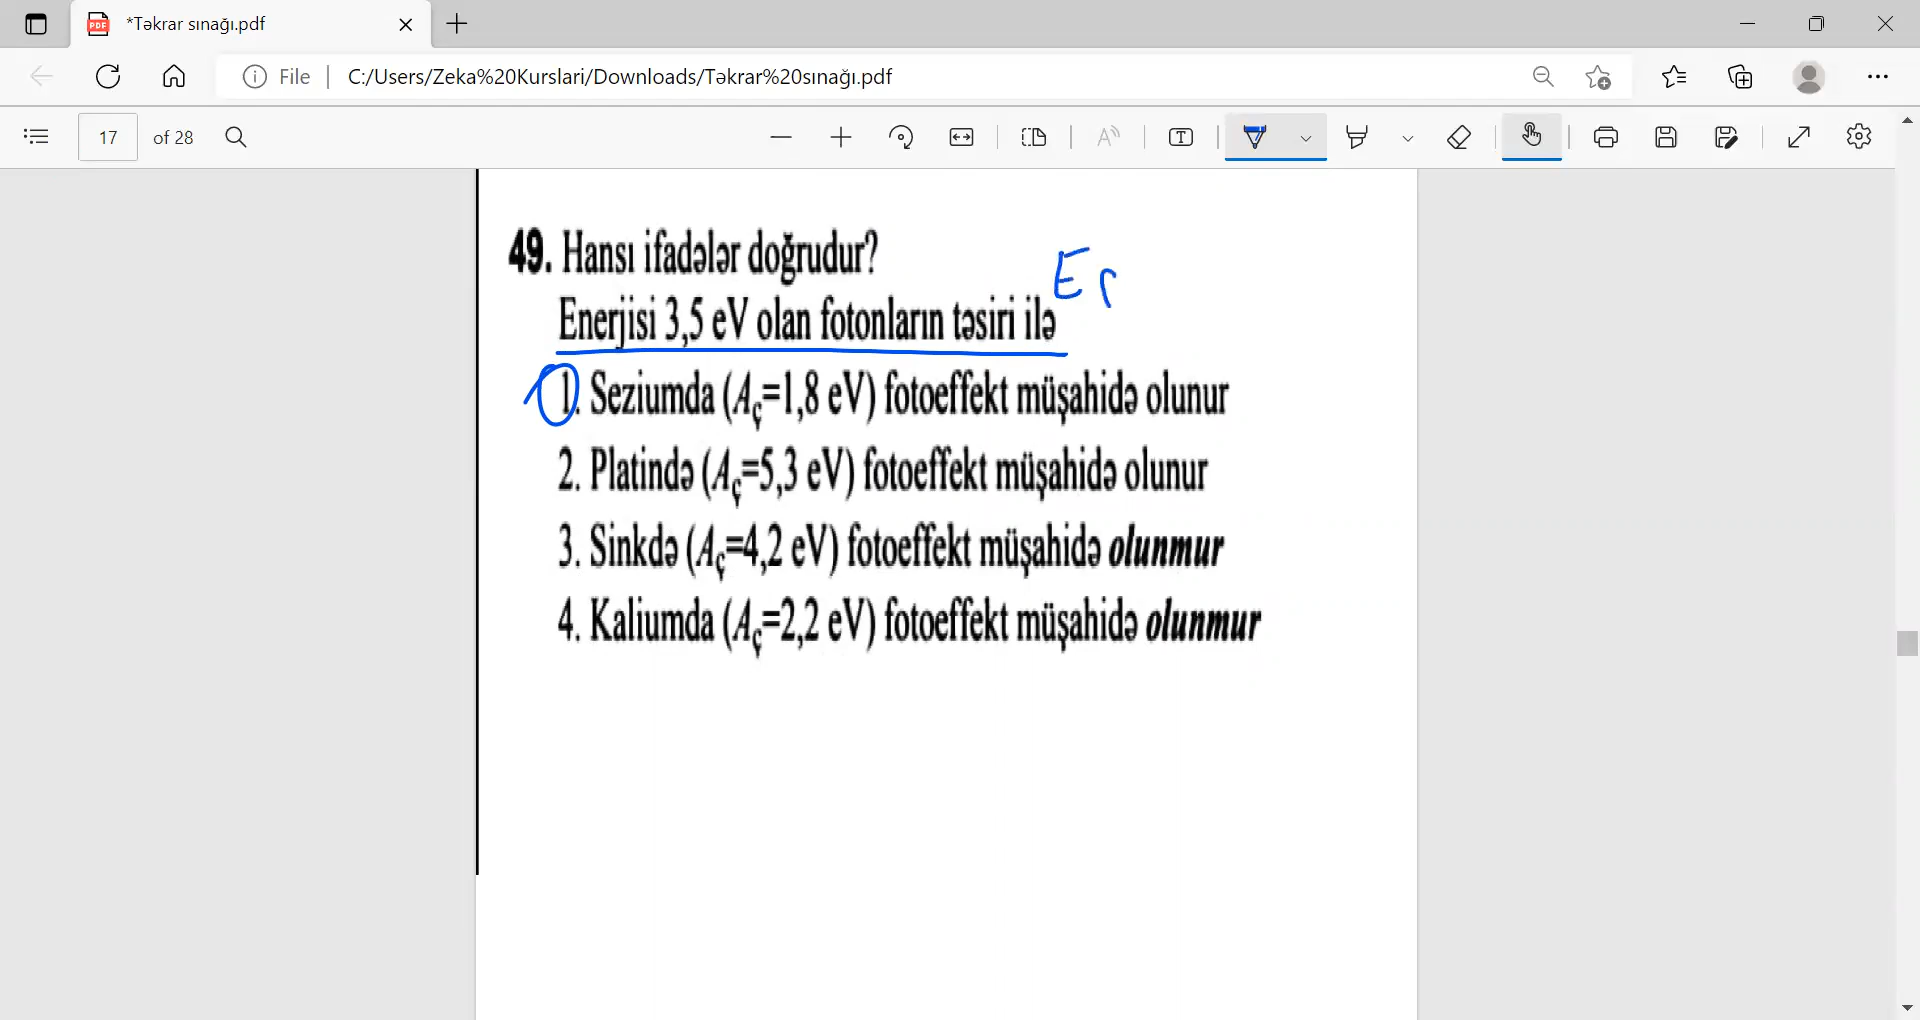 *Təkrar sınağı.pdf
File
C:/Users/Zeka%20Kurslari/Downloads/Təkrar%20sınağı.pdf
17 of 28
49. Hansı ifadələr doğrudur?
Enerjisi 3,5 eV olan fotonların təsiri ilə
1. Seziumda (Aç=1,8 eV) fotoeffekt müşahidə olunur
2. Platində (Aç=5,3 eV) fotoeffekt müşahidə olunur
3. Sinkdə (Aç=4,2 eV) fotoeffekt müşahidə olunmur
4. Kaliumda (Aç=2,2 eV) fotoeffekt müşahidə olunmur